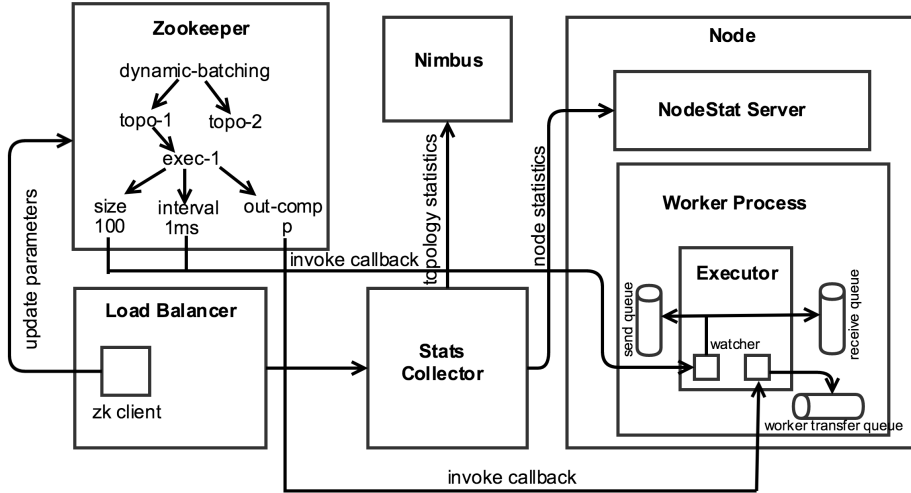 Zookeeper
dynamic-batching
topo-1
topo-2
exec-1
size
100
interval
1ms
out-comp
p
Nimbus
Node
NodeStat Server
Worker Process
Executor
send queue
receive queue
watcher
worker transfer queue
update parameters
topology statistics
node statistics
invoke callback
Load Balancer
zk client
Stats
Collector
invoke callback